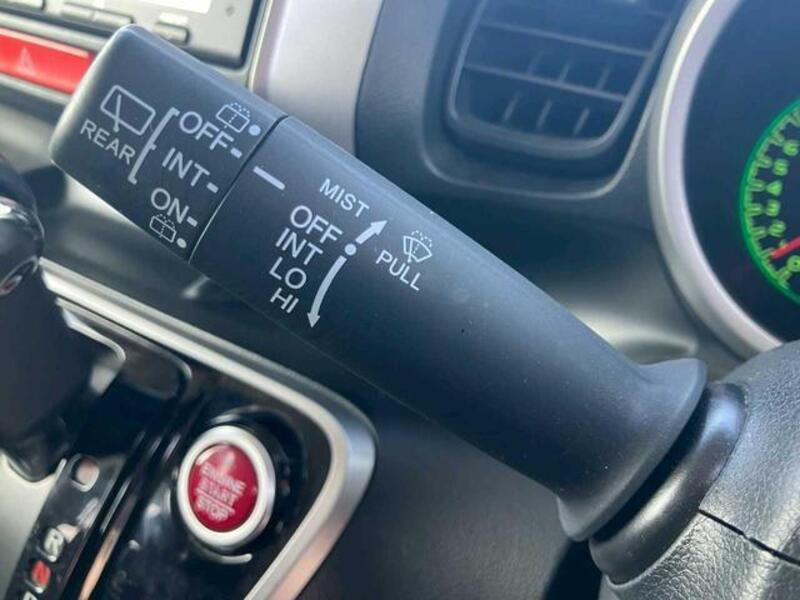 REAR
OFF
INT
ON
MIST
OFF
INT
LO
HI
PULL
ENGINE
START
STOP
R
N